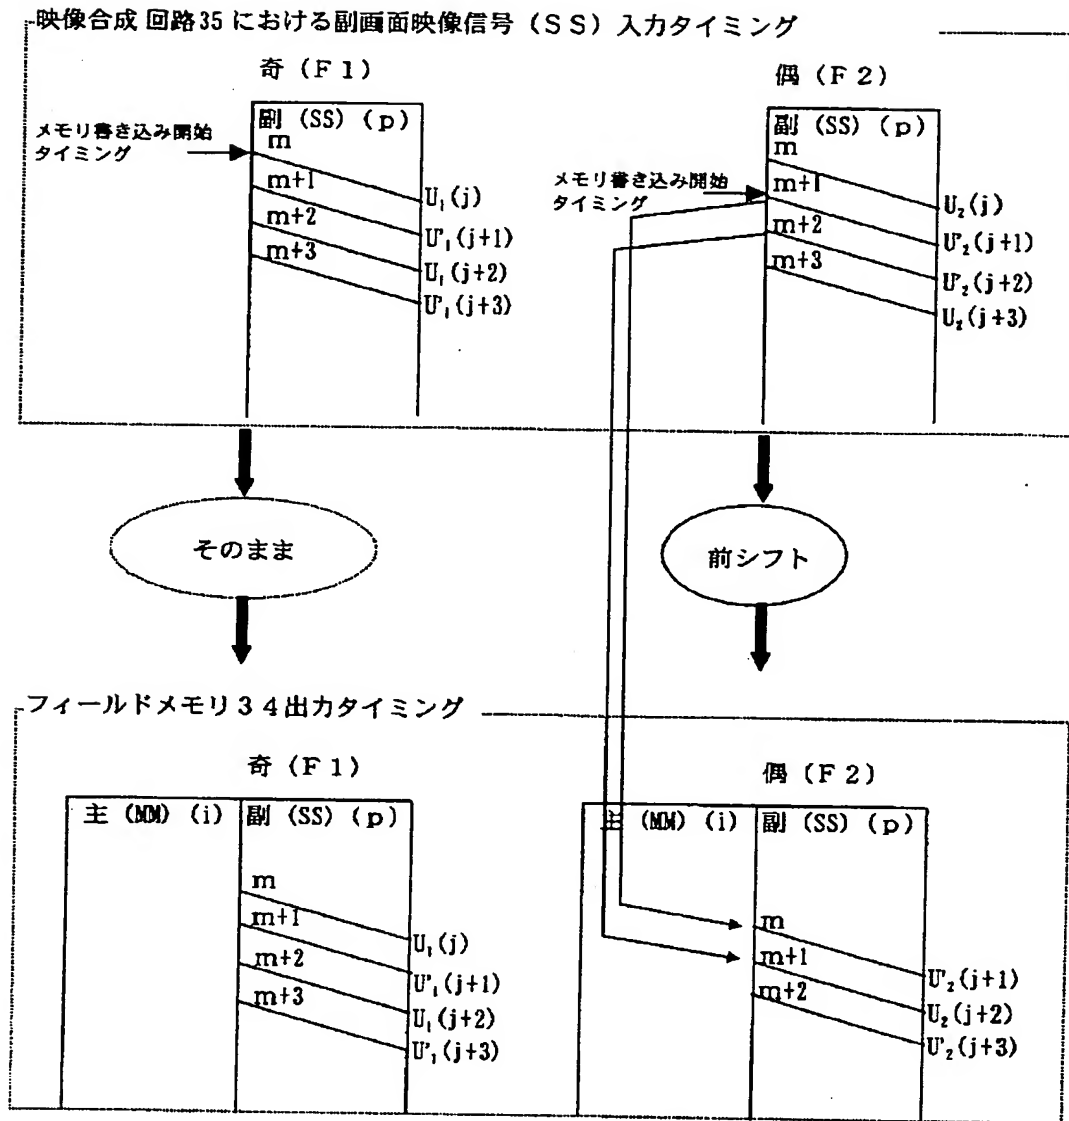 映像合成 回路35 における副画面映像信号（ＳＳ）入力タイミング
奇（Ｆ１）
副（SS）（ｐ）
メモリ書き込み開始
タイミング
m
m+1
m+2
m+3
U₁(j)
U'₁(j+1)
U₁(j+2)
U'₁(j+3)
偶（Ｆ２）
副（SS）（ｐ）
メモリ書き込み開始
タイミング
m
m+1
m+2
m+3
U₂(j)
U'₂(j+1)
U'₂(j+2)
U₂(j+3)
そのまま
前シフト
フィールドメモリ３４出力タイミング
奇（Ｆ１）
主（MM）（i） 副（SS）（ｐ）
m
m+1
m+2
m+3
U₁(j)
U'₁(j+1)
U₁(j+2)
U'₁(j+3)
偶（Ｆ２）
主（MM）（i） 副（SS）（ｐ）
m
m+1
m+2
U'₂(j+1)
U₂(j+2)
U'₂(j+3)